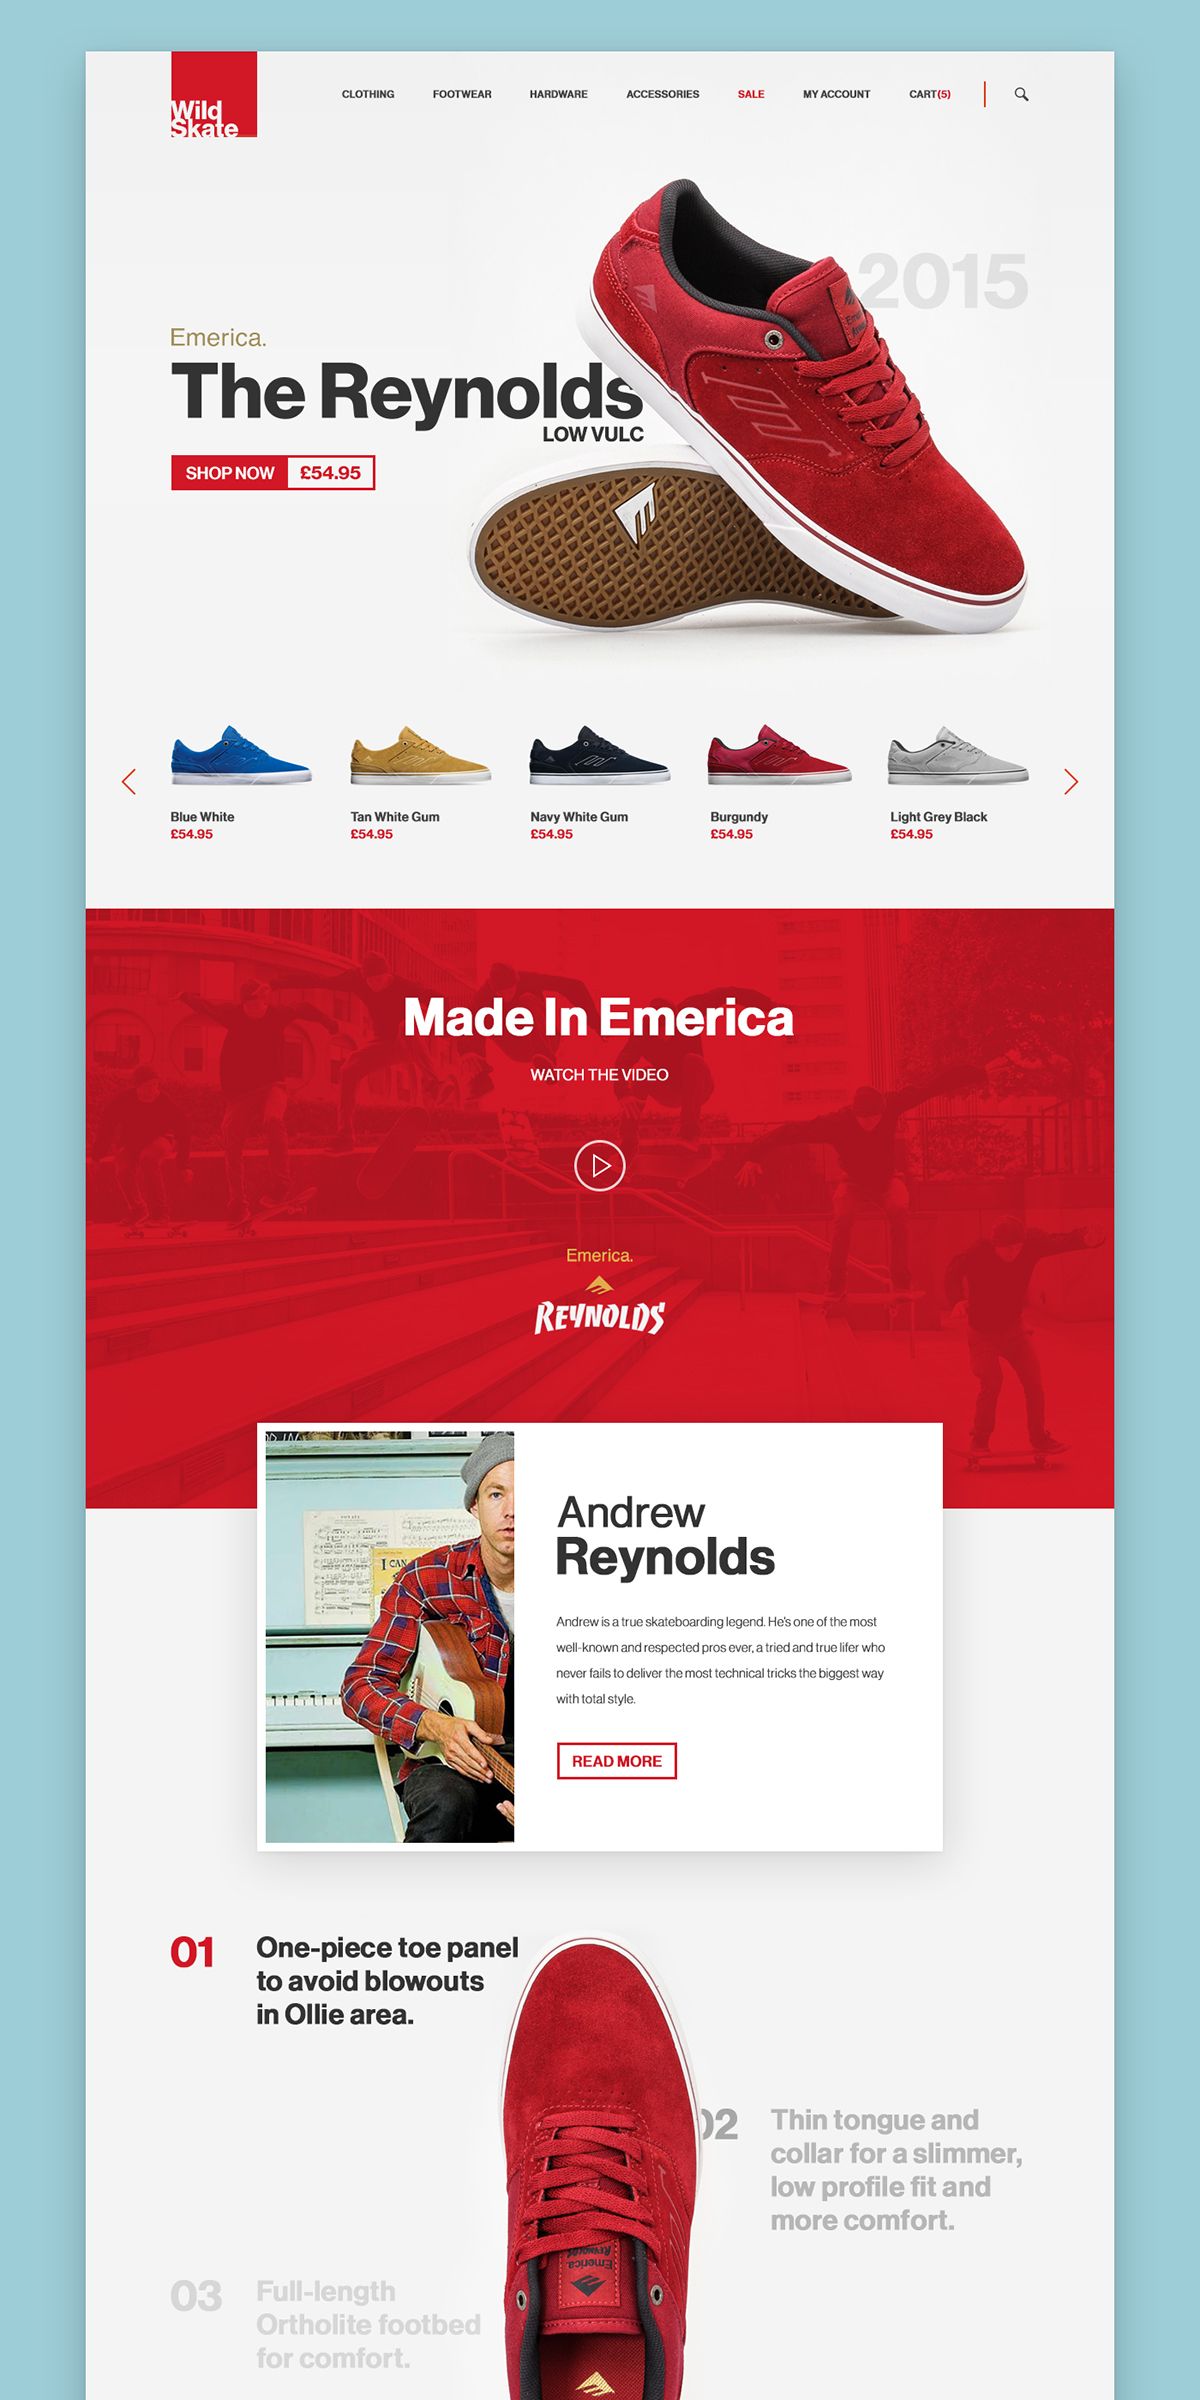 Wild
Skate
CLOTHING FOOTWEAR HARDWARE ACCESSORIES SALE MY ACCOUNT CART(5)
2015
Emerica.
The Reynolds
LOW VULC
SHOP NOW £54.95
Blue White
£54.95
Tan White Gum
£54.95
Navy White Gum
£54.95
Burgundy
£54.95
Light Grey Black
£54.95
Made In Emerica
WATCH THE VIDEO
Emerica.
REYNOLDS
I CAN
Andrew
Reynolds
Andrew is a true skateboarding legend. He's one of the most
well-known and respected pros ever, a tried and true lifer who
never fails to deliver the most technical tricks the biggest way
with total style.
READ MORE
01
One-piece toe panel
to avoid blowouts
in Ollie area.
02
Thin tongue and
collar for a slimmer,
low profile fit and
more comfort.
03
Full-length
Ortholite footbed
for comfort.
Emerica.
REYNOLDS